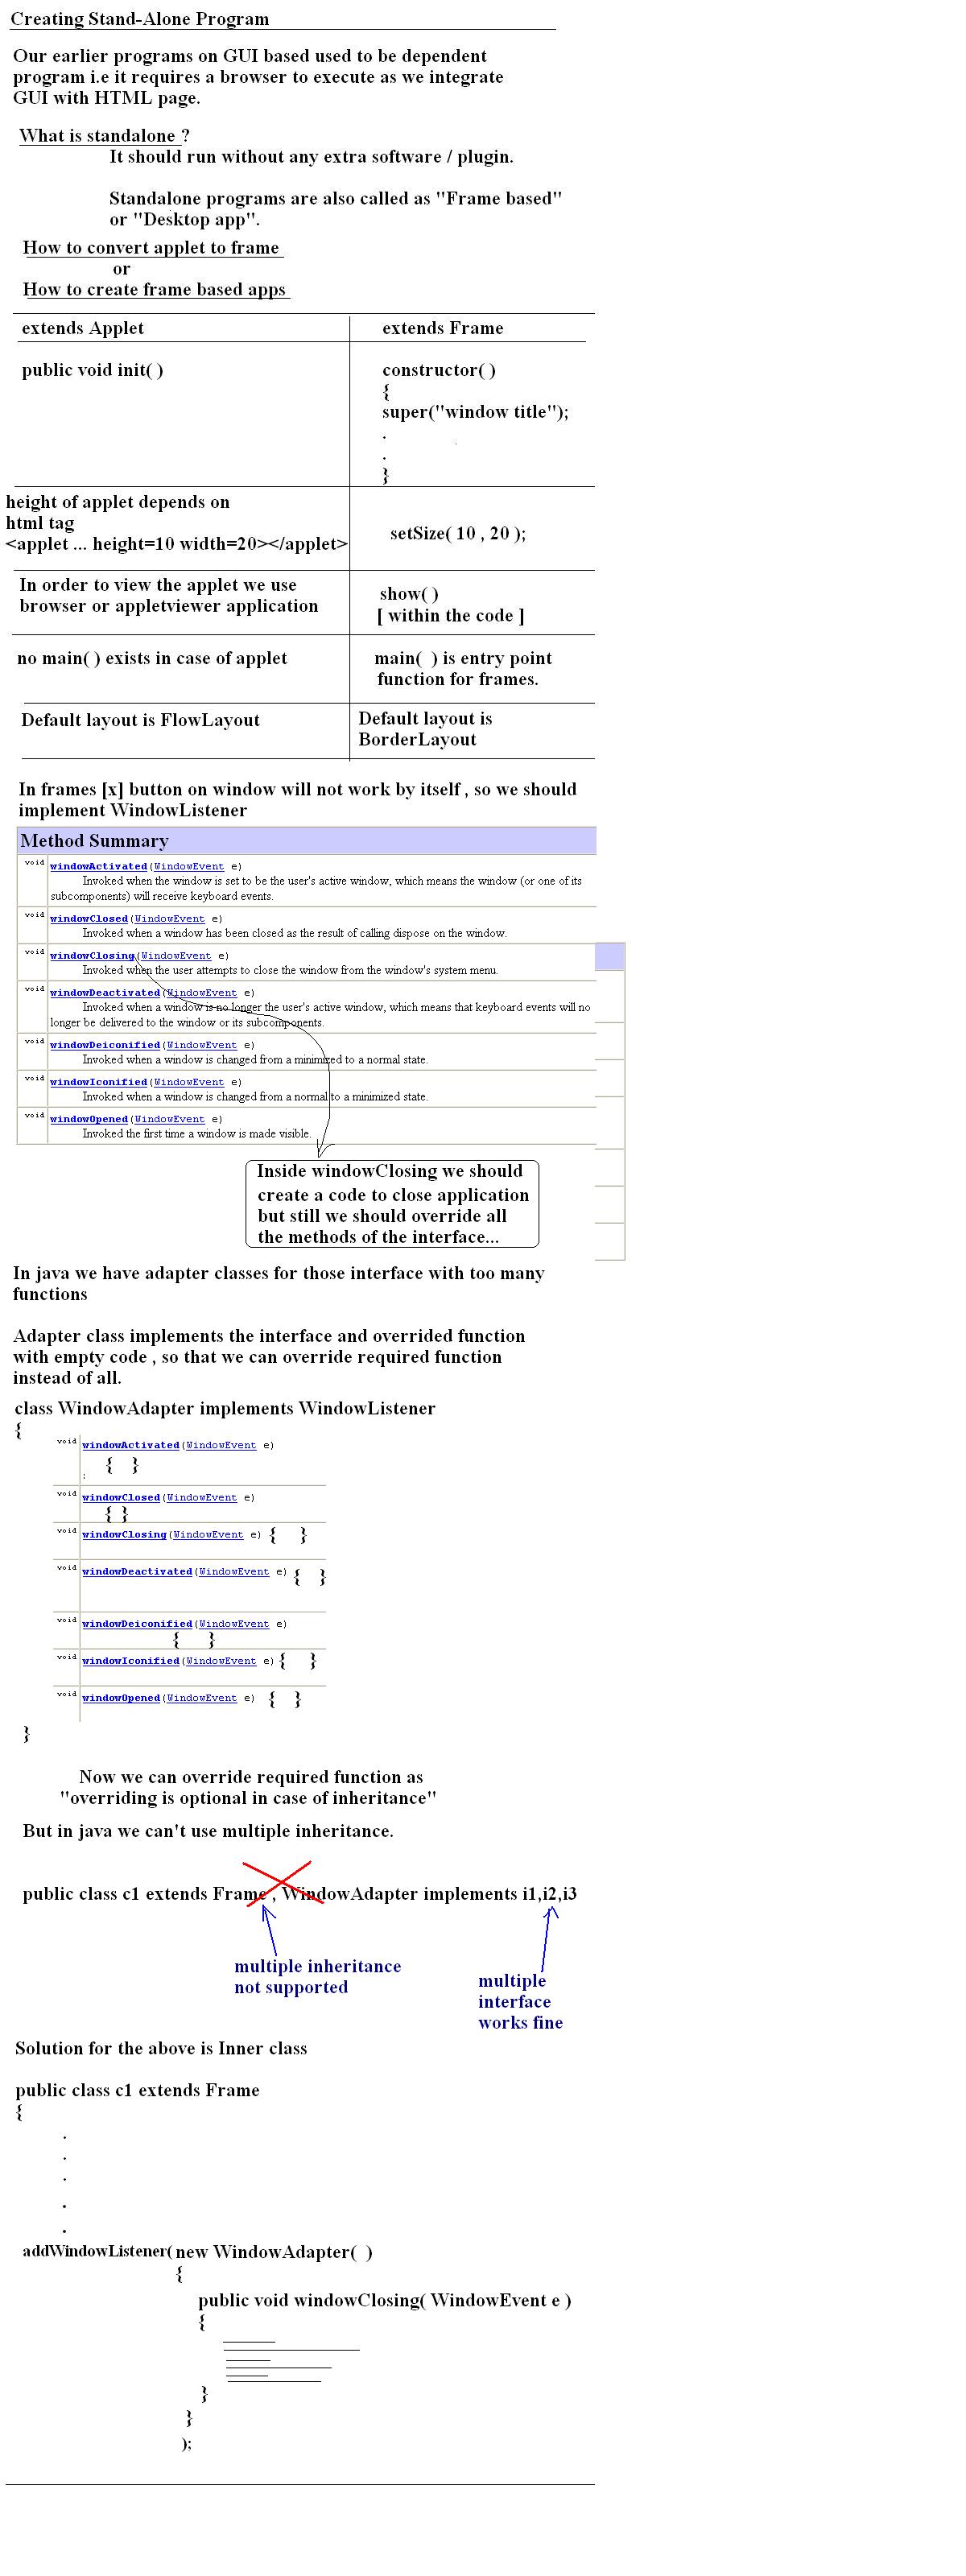 Creating Stand-Alone Program
Our earlier programs on GUI based used to be dependent
program i.e it requires a browser to execute as we integrate
GUI with HTML page.
What is standalone ?
It should run without any extra software / plugin.
Standalone programs are also called as "Frame based"
or "Desktop app".
How to convert applet to frame
or
How to create frame based apps
extends Applet
extends Frame
public void init( )
constructor( )
{
super("window title");
.
.
}
height of applet depends on
html tag
<applet ... height=10 width=20></applet>
setSize( 10 , 20 );
In order to view the applet we use
browser or appletviewer application
show( )
[ within the code ]
no main( ) exists in case of applet
main(  ) is entry point
function for frames.
Default layout is FlowLayout
Default layout is
BorderLayout
In frames [x] button on window will not work by itself , so we should
implement WindowListener
Method Summary
void windowActivated(WindowEvent e)
Invoked when the window is set to be the user's active window, which means the window (or one of its
subcomponents) will receive keyboard events.
void windowClosed(WindowEvent e)
Invoked when a window has been closed as the result of calling dispose on the window.
void windowClosing(WindowEvent e)
Invoked when the user attempts to close the window from the window's system menu.
void windowDeactivated(WindowEvent e)
Invoked when a window is no longer the user's active window, which means that keyboard events will no
longer be delivered to the window or its subcomponents.
void windowDeiconified(WindowEvent e)
Invoked when a window is changed from a minimized to a normal state.
void windowIconified(WindowEvent e)
Invoked when a window is changed from a normal to a minimized state.
void windowOpened(WindowEvent e)
Invoked the first time a window is made visible.
Inside windowClosing we should
create a code to close application
but still we should override all
the methods of the interface...
In java we have adapter classes for those interface with too many
functions
Adapter class implements the interface and overrided function
with empty code , so that we can override required function
instead of all.
class WindowAdapter implements WindowListener
{
void windowActivated(WindowEvent e)
{ }
:
void windowClosed(WindowEvent e)
{ }
void windowClosing(WindowEvent e) { }
void windowDeactivated(WindowEvent e) { }
void windowDeiconified(WindowEvent e)
{ }
void windowIconified(WindowEvent e) { }
void windowOpened(WindowEvent e) { }
}
Now we can override required function as
"overriding is optional in case of inheritance"
But in java we can't use multiple inheritance.
public class c1 extends Frame , WindowAdapter implements i1,i2,i3
multiple inheritance
not supported
multiple
interface
works fine
Solution for the above is Inner class
public class c1 extends Frame
{
.
.
.
.
.
addWindowListener( new WindowAdapter(  )
{
public void windowClosing( WindowEvent e )
{
}
}
);